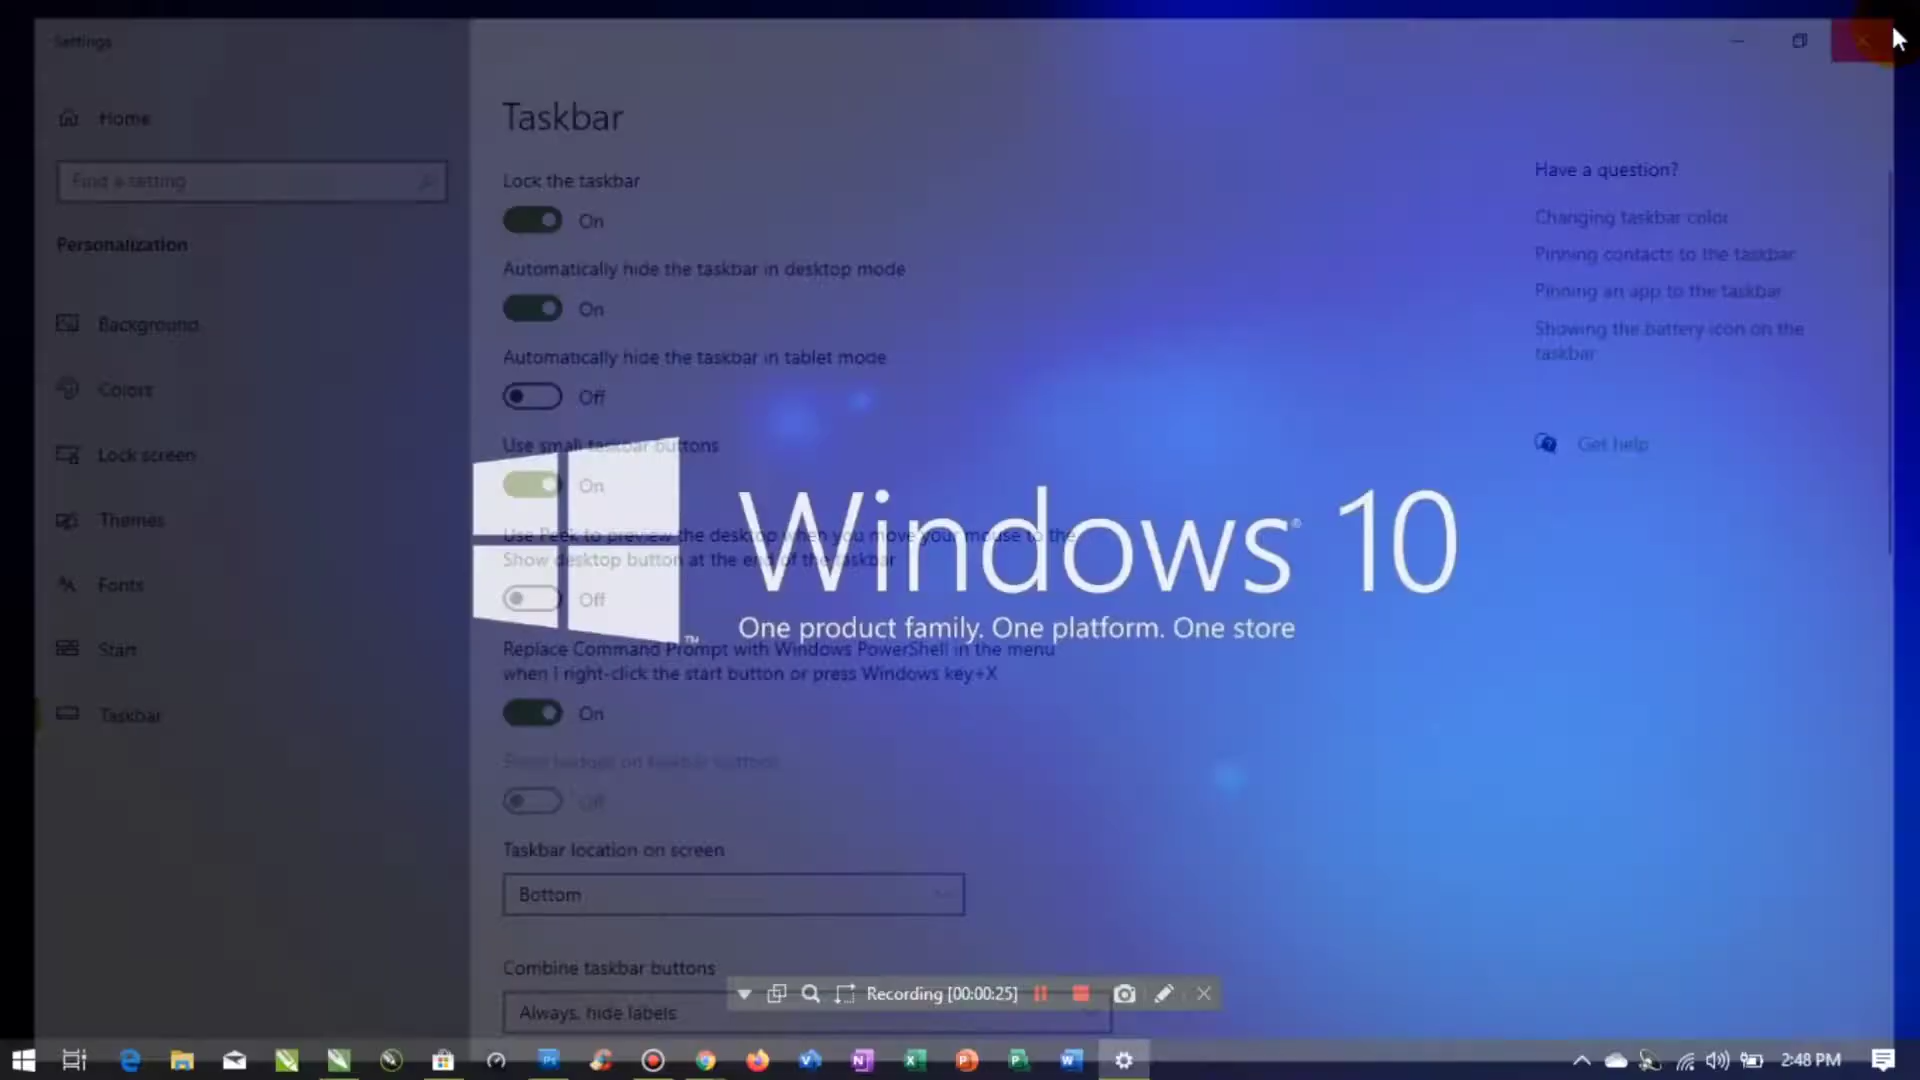 Settings
Home
Find a setting
Personalization
Background
Colors
Lock screen
Themes
Fonts
Start
Taskbar
Taskbar
Lock the taskbar
On
Automatically hide the taskbar in desktop mode
On
Automatically hide the taskbar in tablet mode
Off
Use small taskbar buttons
On
Use Peek to preview the desktop when you move your mouse to the
Show desktop button at the end of the taskbar
Off
Replace Command Prompt with Windows PowerShell in the menu
when I right-click the start button or press Windows key+X
On
Show badges on taskbar buttons
Off
Taskbar location on screen
Bottom
Combine taskbar buttons
Always, hide labels
Have a question?
Changing taskbar color
Pinning contacts to the taskbar
Pinning an app to the taskbar
Showing the battery icon on the
taskbar
Get help
Windows® 10
™
One product family. One platform. One store
Recording [00:00:25]
2:48 PM